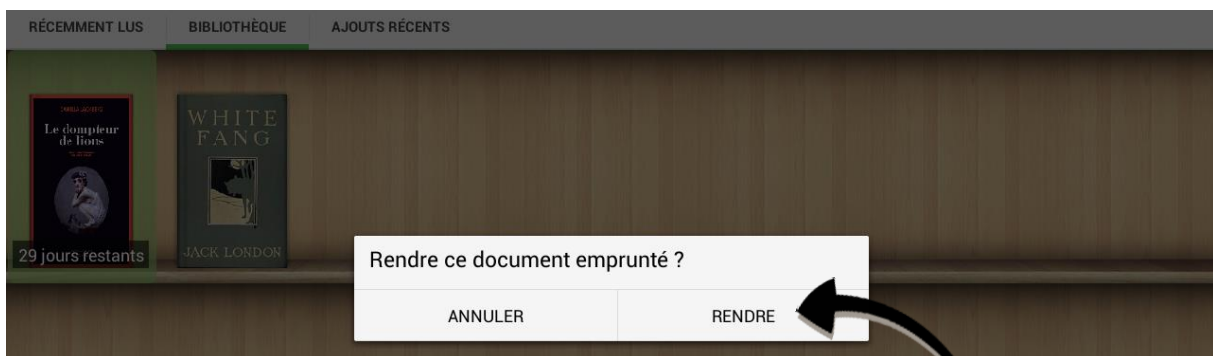 RÉCEMMENT LUS BIBLIOTHÈQUE AJOUTS RÉCENTS
Le dompteur
de lions
WHITE
FANG
JACK LONDON
29 jours restants
Rendre ce document emprunté ?
ANNULER RENDRE